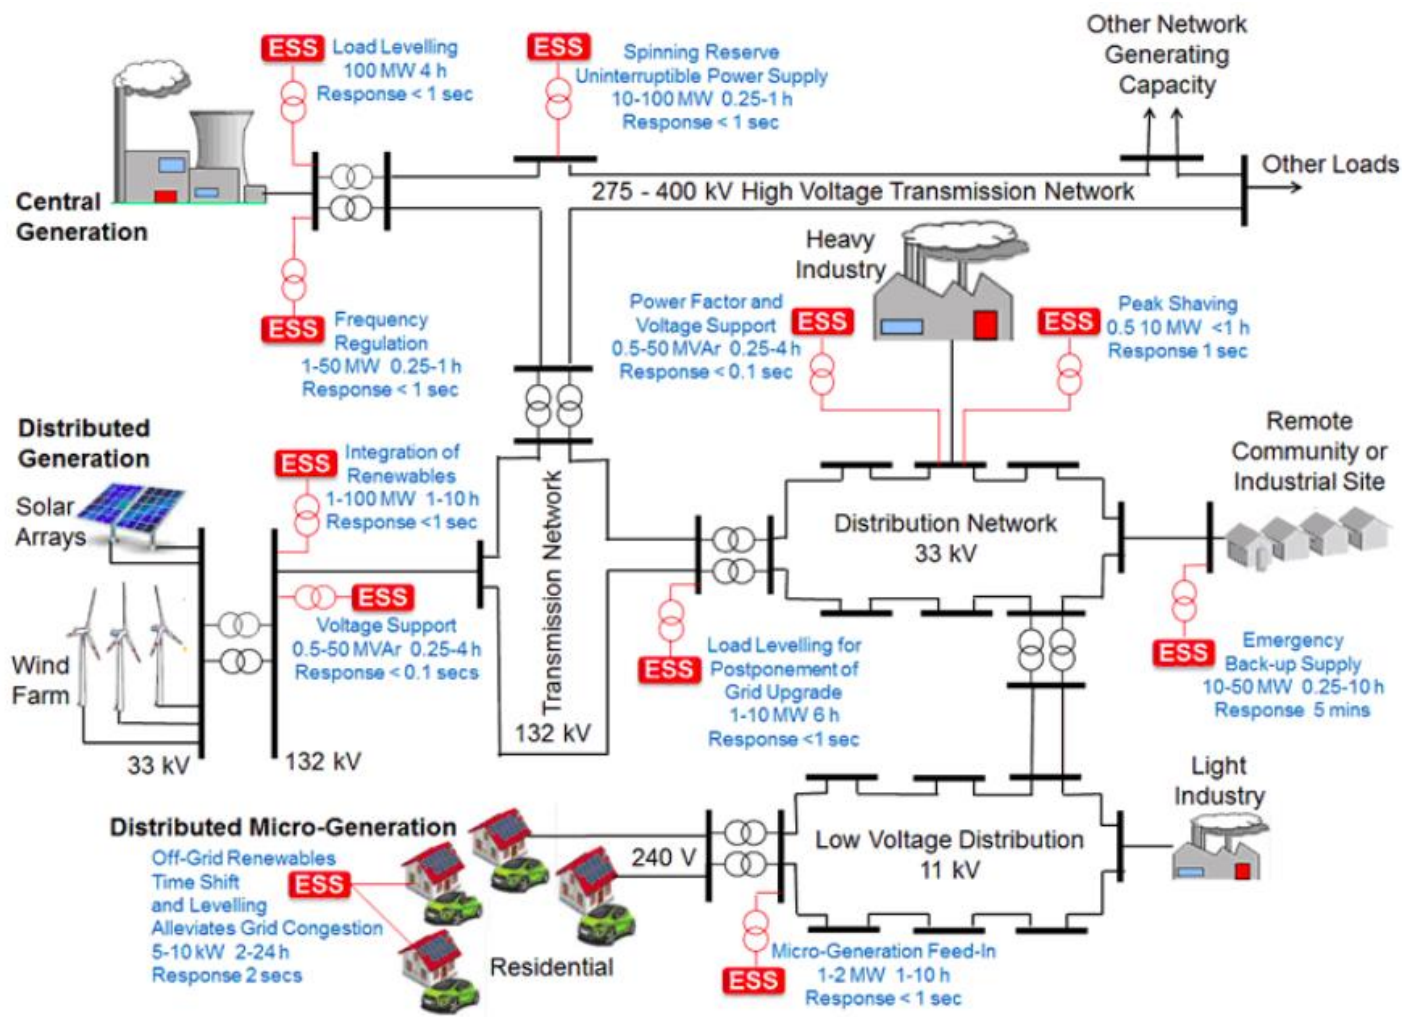 ESS
Load Levelling
100 MW 4 h
Response < 1 sec
ESS
Spinning Reserve
Uninterruptible Power Supply
10-100 MW 0.25-1 h
Response < 1 sec
Other Network
Generating
Capacity
Other Loads
275 - 400 kV High Voltage Transmission Network
Central
Generation
ESS
Frequency
Regulation
1-50 MW 0.25-1 h
Response < 1 sec
Heavy
Industry
Power Factor and
Voltage Support
0.5-50 MVAr 0.25-4 h
Response < 0.1 sec
ESS
ESS
Peak Shaving
0.5 10 MW <1 h
Response 1 sec
Distributed
Generation
Solar
Arrays
Wind
Farm
33 kV
132 kV
ESS
Integration of
Renewables
1-100 MW 1-10 h
Response <1 sec
ESS
Voltage Support
0.5-50 MVAr 0.25-4 h
Response < 0.1 secs
Transmission Network
132 kV
Distribution Network
33 kV
Remote
Community or
Industrial Site
ESS
Load Levelling for
Postponement of
Grid Upgrade
1-10 MW 6 h
Response <1 sec
ESS
Emergency
Back-up Supply
10-50 MW 0.25-10 h
Response 5 mins
Distributed Micro-Generation
Off-Grid Renewables
Time Shift
and Levelling
Alleviates Grid Congestion
5-10 kW 2-24 h
Response 2 secs
ESS
Residential
240 V
Low Voltage Distribution
11 kV
Light
Industry
ESS
Micro-Generation Feed-In
1-2 MW 1-10 h
Response < 1 sec